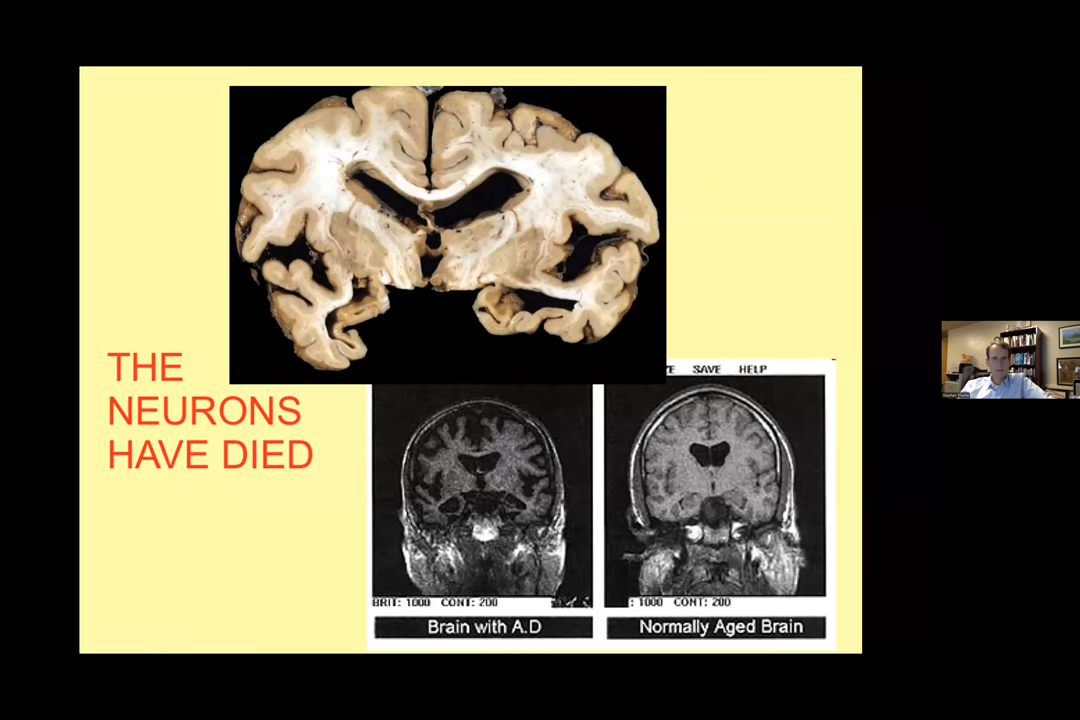 THE
NEURONS
HAVE DIED
SAVE HELP
BRIT: 1000 CONT: 200
: 1000 CONT: 200
Brain with A.D
Normally Aged Brain